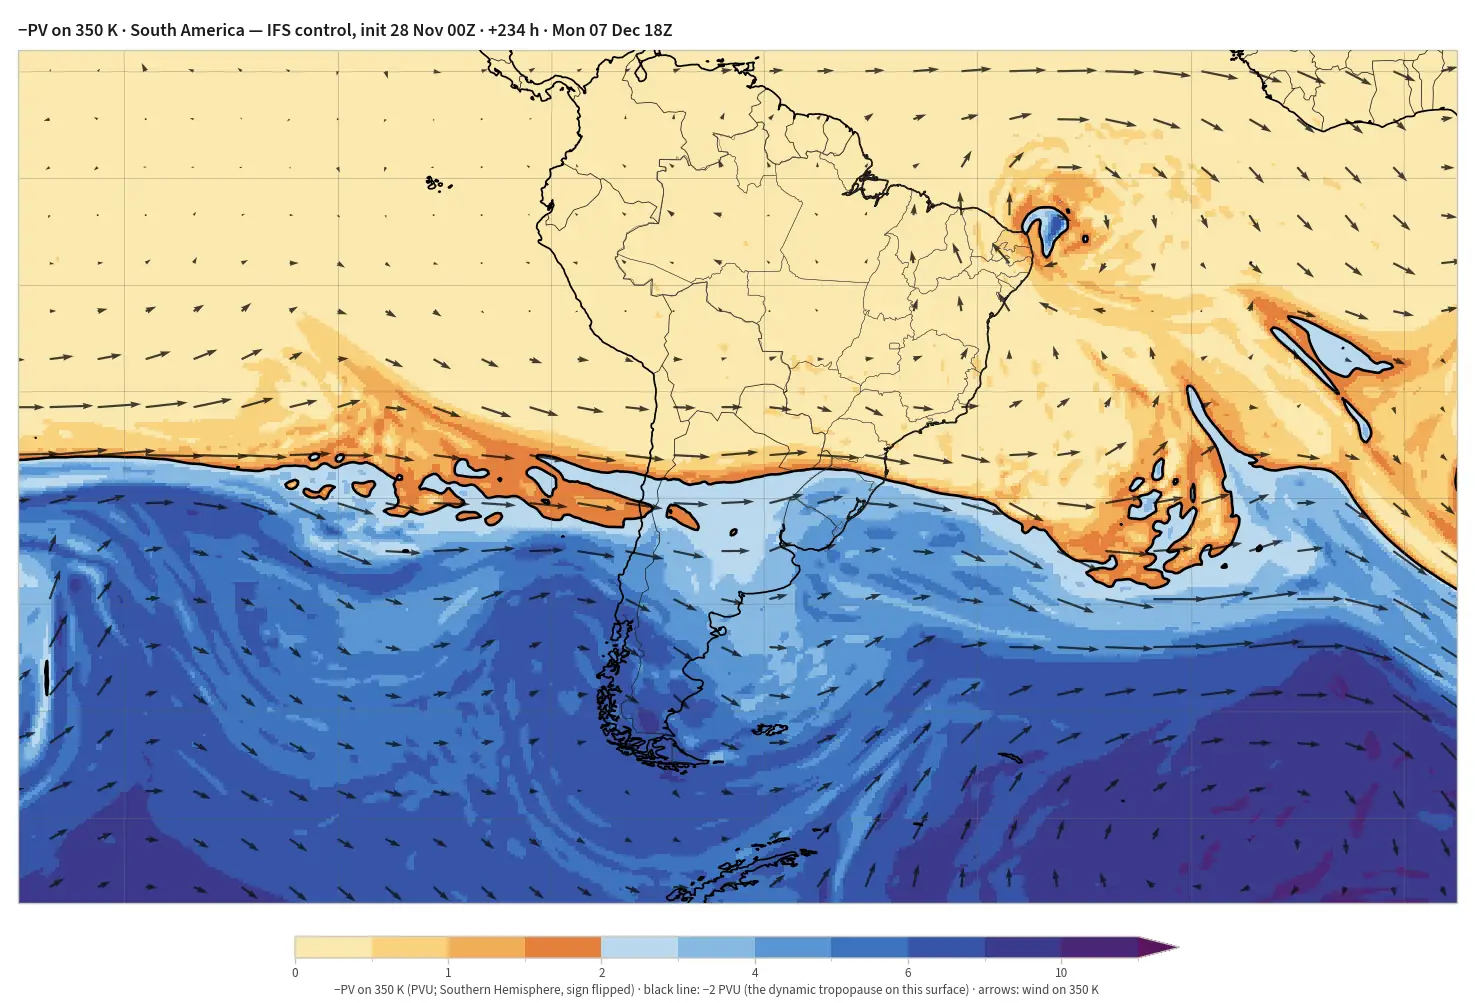 −PV on 350 K · South America — IFS control, init 28 Nov 00Z · +234 h · Mon 07 Dec 18Z
0 1 2 4 6 10
−PV on 350 K (PVU; Southern Hemisphere, sign flipped) · black line: −2 PVU (the dynamic tropopause on this surface) · arrows: wind on 350 K